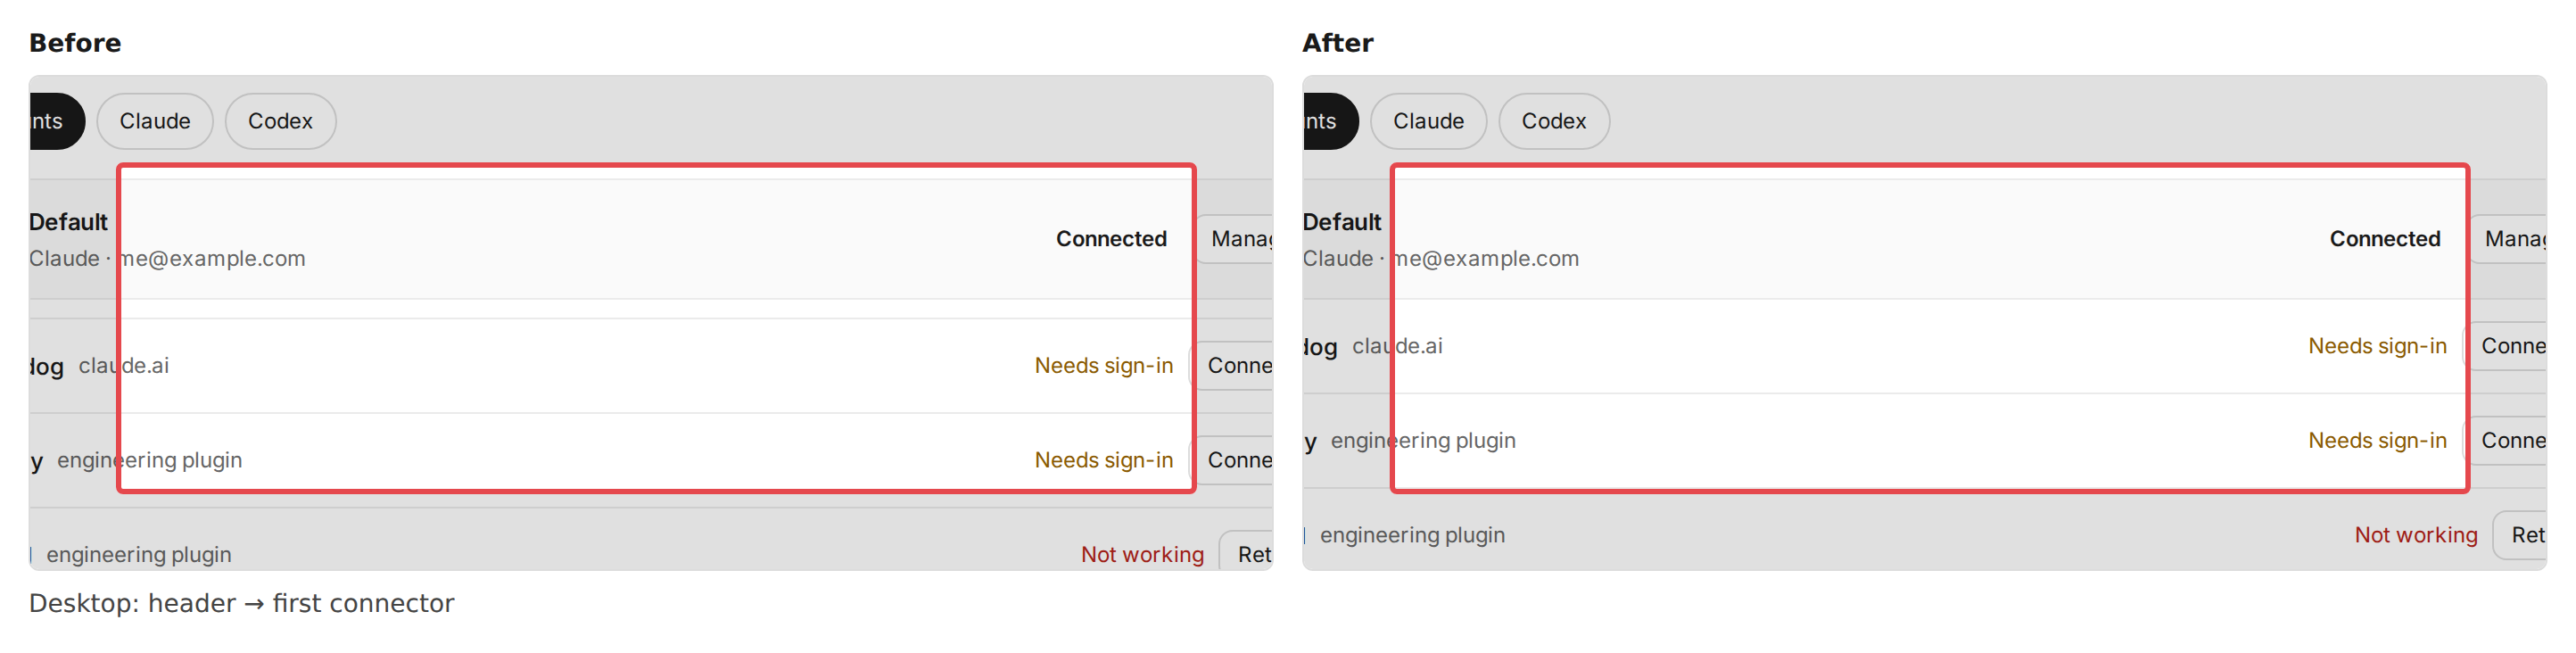 Before
nts Claude Codex
Default
Connected Manag
Claude · me@example.com
dog claude.ai Needs sign-in Conne
y engineering plugin Needs sign-in Conne
engineering plugin Not working Ret
Desktop: header → first connector
After
nts Claude Codex
Default
Connected Manag
Claude · me@example.com
dog claude.ai Needs sign-in Conne
y engineering plugin Needs sign-in Conne
engineering plugin Not working Ret